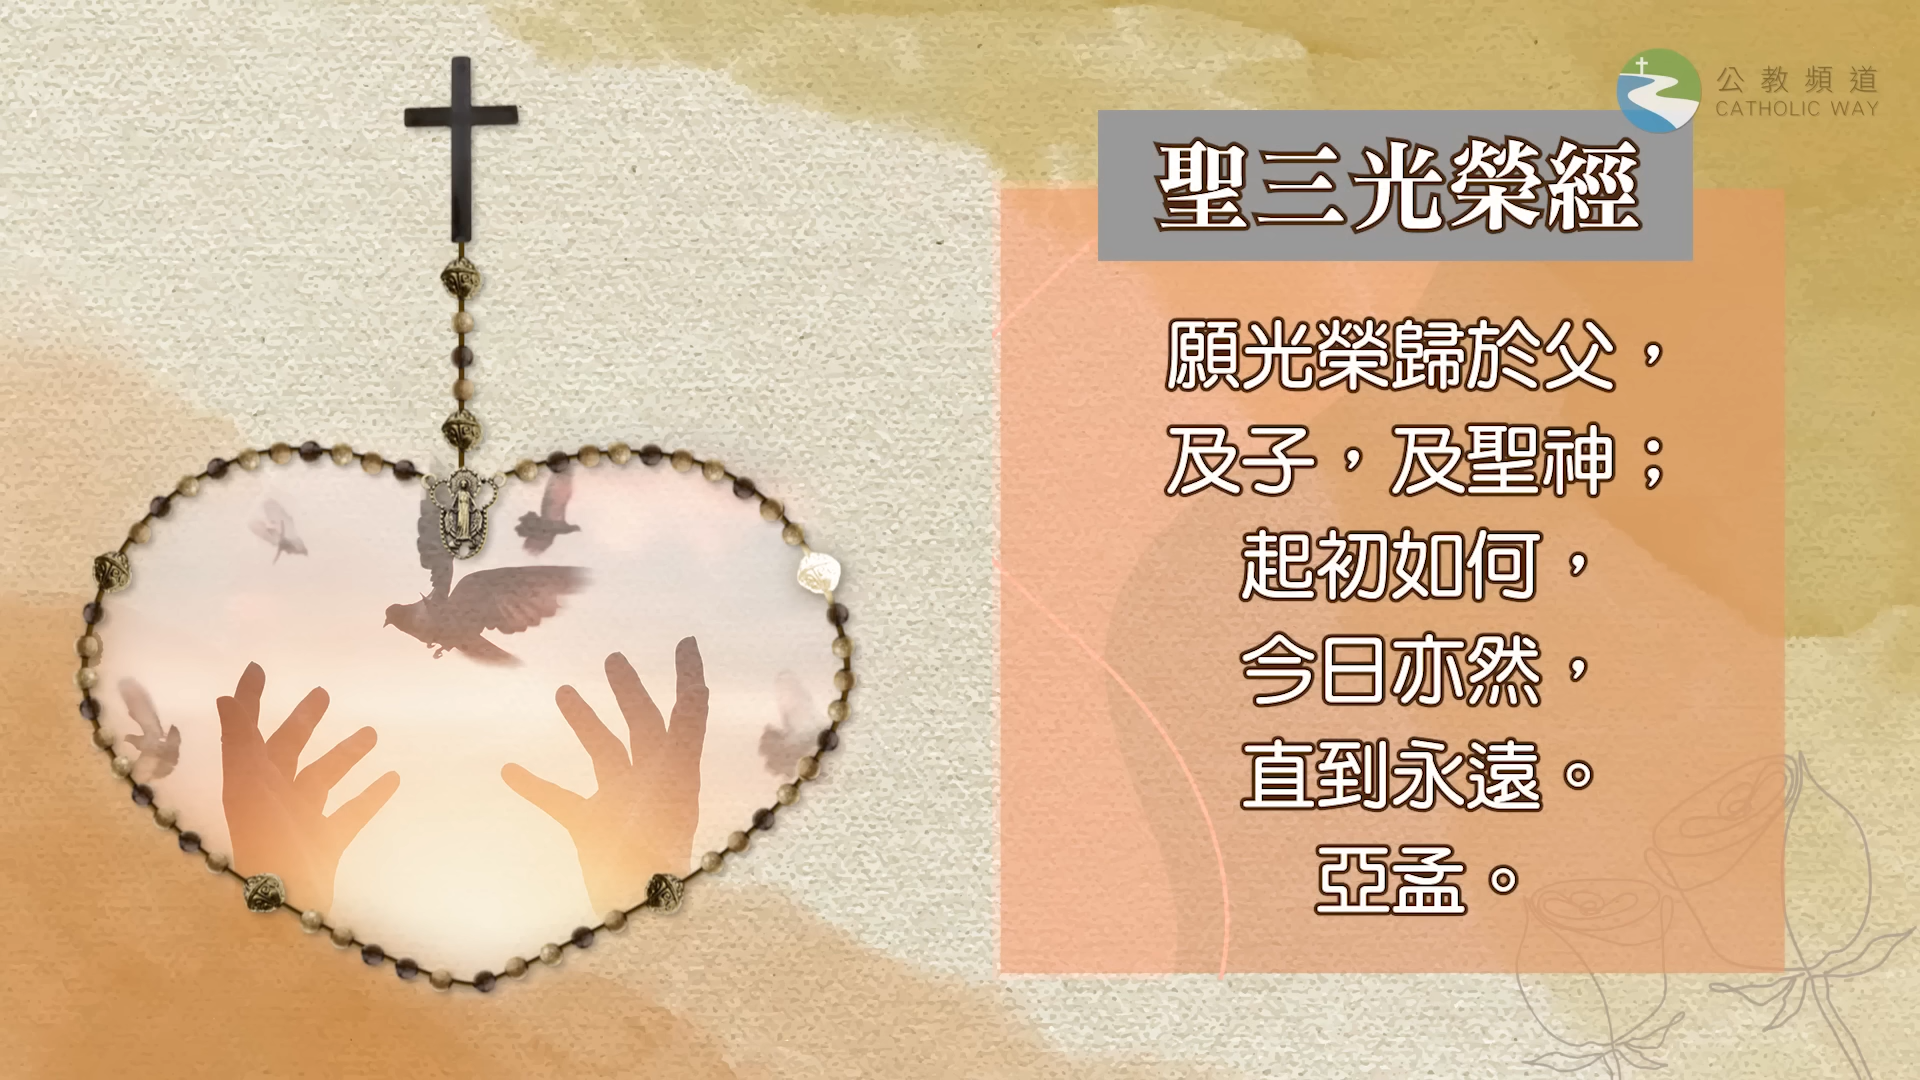 公教頻道
CATHOLIC WAY
聖三光榮經
願光榮歸於父，
及子，及聖神；
起初如何，
今日亦然，
直到永遠。
亞孟。